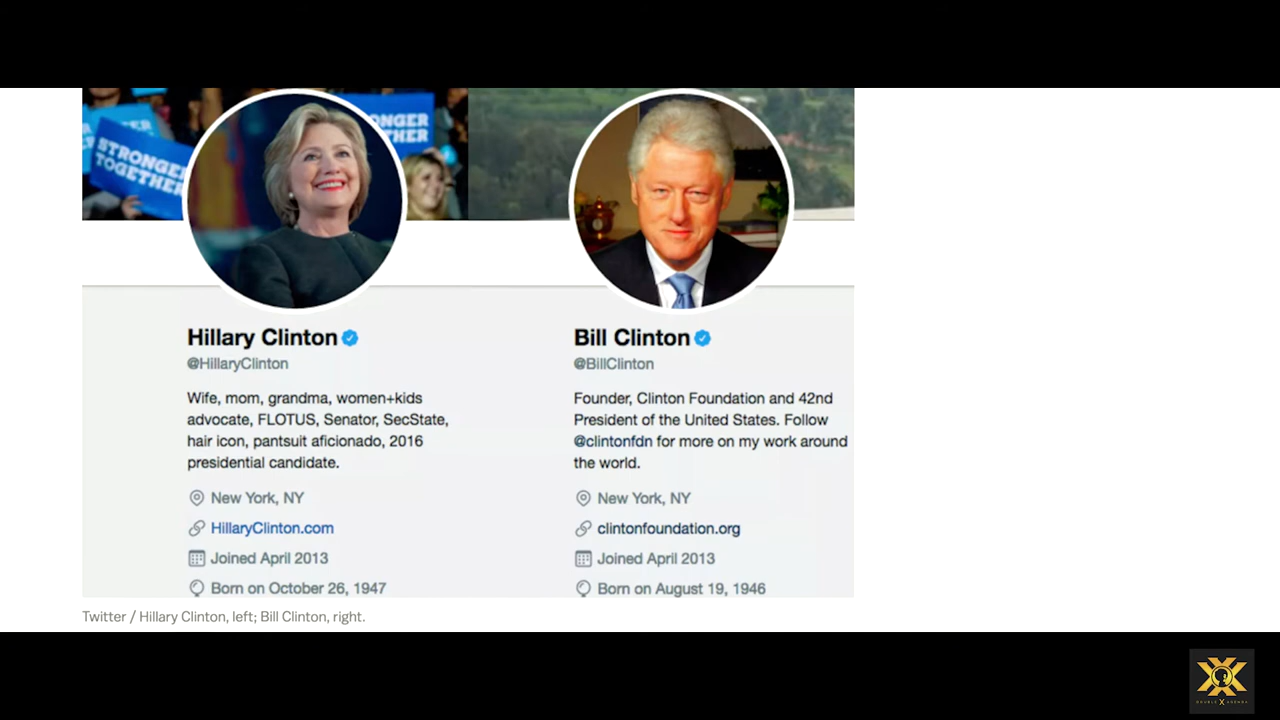 STRONGER
TOGETHER
ONGER
THER
Hillary Clinton
@HillaryClinton
Wife, mom, grandma, women+kids
advocate, FLOTUS, Senator, SecState,
hair icon, pantsuit aficionado, 2016
presidential candidate.
New York, NY
HillaryClinton.com
Joined April 2013
Born on October 26, 1947
Bill Clinton
@BillClinton
Founder, Clinton Foundation and 42nd
President of the United States. Follow
@clintonfdn for more on my work around
the world.
New York, NY
clintonfoundation.org
Joined April 2013
Born on August 19, 1946
Twitter / Hillary Clinton, left; Bill Clinton, right.
DOUBLE X AGENDA